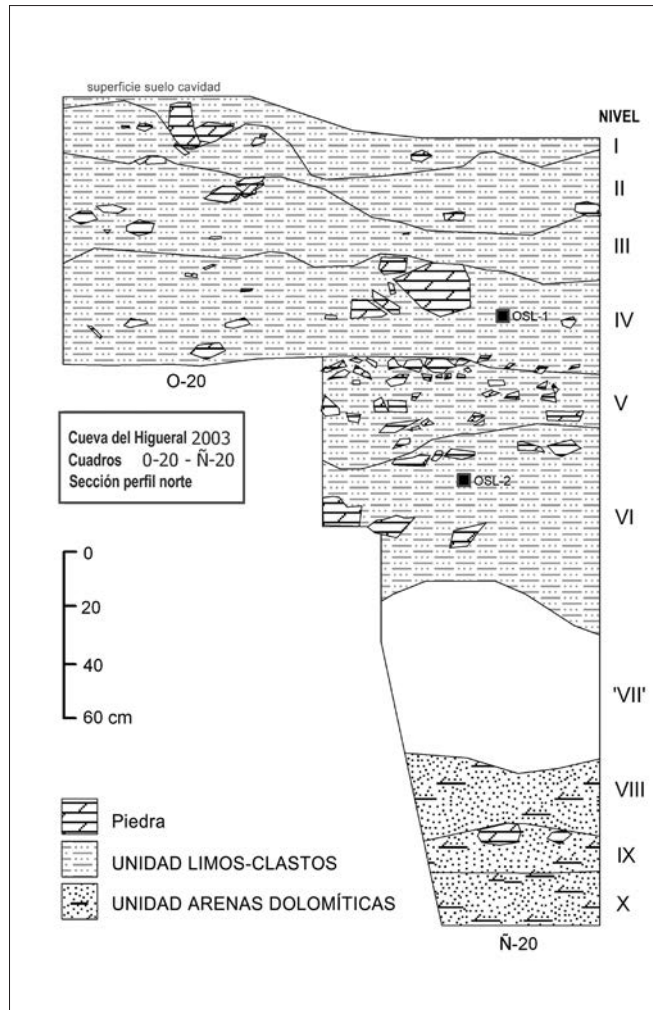 superficie suelo cavidad
NIVEL
I
II
III
OSL-1
IV
O-20
V
Cueva del Higueral 2003
Cuadros O-20 - Ñ-20
Sección perfil norte
OSL-2
VI
0
20
40
60 cm
'VII'
VIII
Piedra
IX
UNIDAD LIMOS-CLASTOS
UNIDAD ARENAS DOLOMÍTICAS
X
Ñ-20